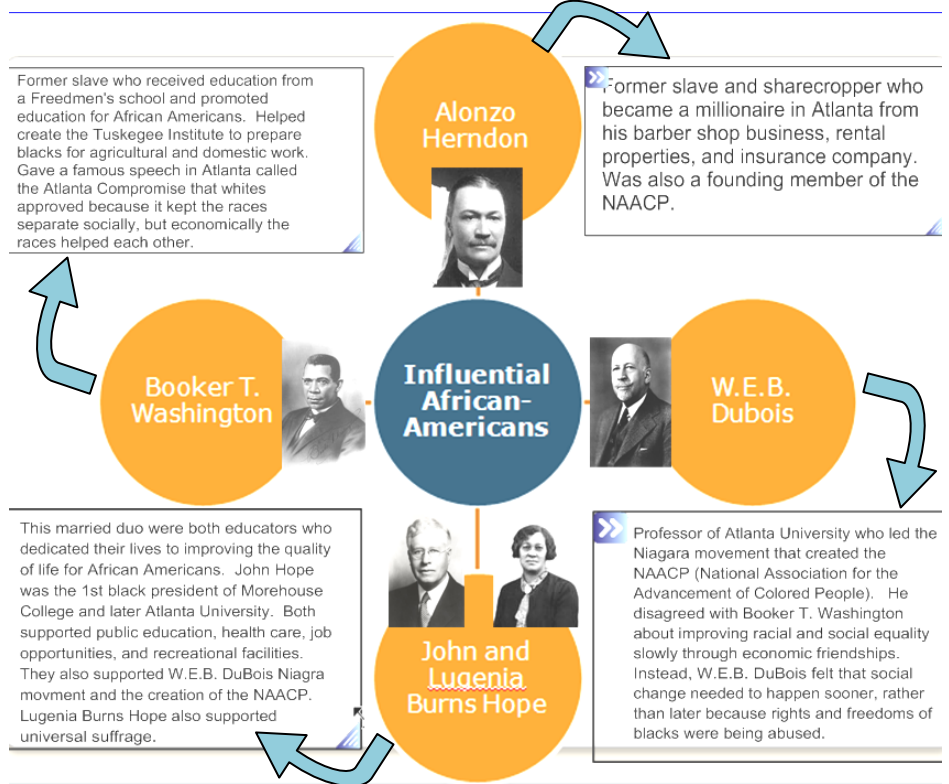 Alonzo
Herndon
Former slave who received education from
a Freedmen's school and promoted
education for African Americans. Helped
create the Tuskegee Institute to prepare
blacks for agricultural and domestic work.
Gave a famous speech in Atlanta called
the Atlanta Compromise that whites
approved because it kept the races
separate socially, but economically the
races helped each other.
Former slave and sharecropper who
became a millionaire in Atlanta from
his barber shop business, rental
properties, and insurance company.
Was also a founding member of the
NAACP.
Booker T.
Washington
Influential
African-
Americans
W.E.B.
Dubois
This married duo were both educators who
dedicated their lives to improving the quality
of life for African Americans. John Hope
was the 1st black president of Morehouse
College and later Atlanta University. Both
supported public education, health care, job
opportunities, and recreational facilities.
They also supported W.E.B. DuBois Niagra
movment and the creation of the NAACP.
Lugenia Burns Hope also supported
universal suffrage.
John and
Lugenia
Burns Hope
Professor of Atlanta University who led the
Niagara movement that created the
NAACP (National Association for the
Advancement of Colored People). He
disagreed with Booker T. Washington
about improving racial and social equality
slowly through economic friendships.
Instead, W.E.B. DuBois felt that social
change needed to happen sooner, rather
than later because rights and freedoms of
blacks were being abused.